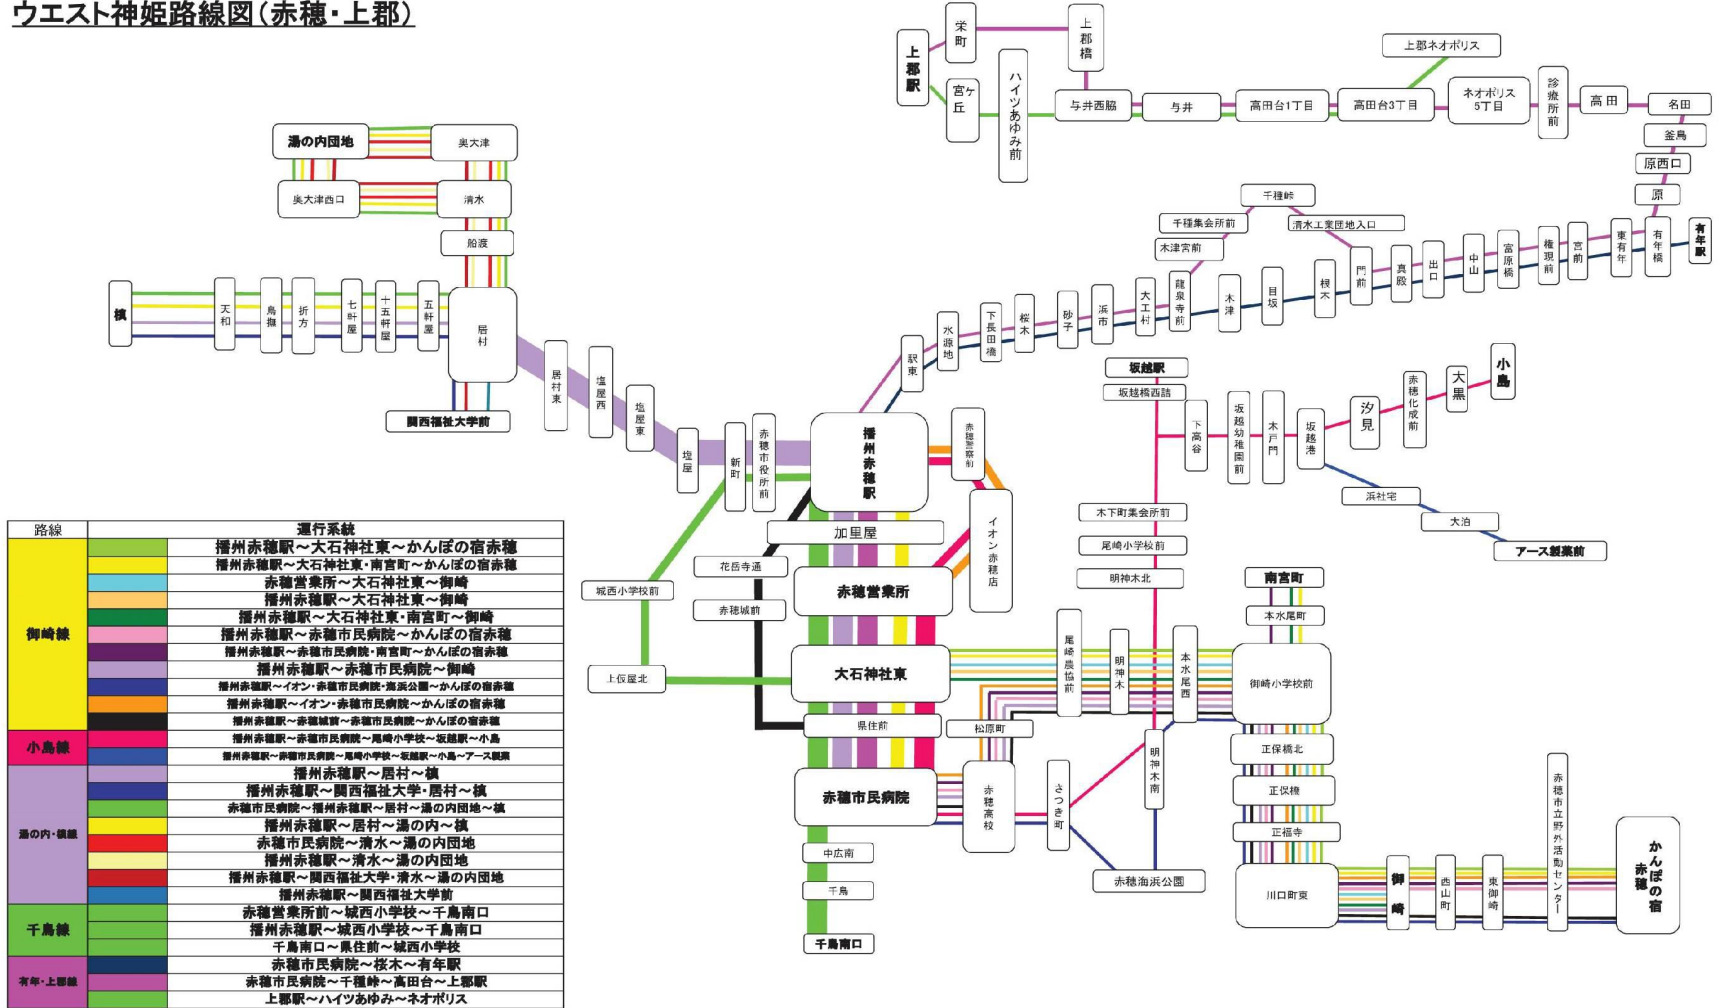 ウエスト神姫路線図（赤穂・上郡）
上郡駅
栄町
上郡橋
宮ヶ丘
ハイツあゆみ前
与井西脇
与井
高田台1丁目
高田台3丁目
上郡ネオポリス
ネオポリス
5丁目
診療所前
高田
名田
釜島
原西口
原
有年駅
有年橋
東有年
宮前
権現前
富原橋
中山
出口
真殿
門前
清水工業団地入口
千種峠
千種集会所前
木津宮前
根木
目坂
木津
龍泉寺前
大工村
浜市
砂子
桜木
下長田橋
水源地
駅東
湯の内団地
奥大津
奥大津西口
清水
船渡
槙
天和
鳥撫
折方
七軒屋
十五軒屋
五軒屋
居村
関西福祉大学前
居村東
塩屋西
塩屋東
塩屋
新町
赤穂市役所前
播州赤穂駅
赤穂警察前
イオン赤穂店
加里屋
花岳寺通
赤穂営業所
城西小学校前
赤穂城前
上仮屋北
大石神社東
県住前
赤穂市民病院
中広南
千鳥
千鳥南口
坂越駅
坂越橋西詰
下高谷
坂越幼稚園前
木戸門
坂越港
汐見
赤穂化成前
大黒
小島
浜社宅
大泊
アース製薬前
木下町集会所前
尾崎小学校前
明神木北
南宮町
本水尾町
尾崎農協前
明神木
本水尾西
御崎小学校前
松原町
赤穂高校
さつき町
明神木南
赤穂海浜公園
正保橋北
正保橋
正福寺
川口町東
御崎
西山町
東御崎
赤穂市立野外活動センター
かんぽの宿
赤穂
路線
運行系統
御崎線
播州赤穂駅～大石神社東～かんぽの宿赤穂
播州赤穂駅～大石神社東・南宮町～かんぽの宿赤穂
赤穂営業所～大石神社東～御崎
播州赤穂駅～大石神社東～御崎
播州赤穂駅～大石神社東・南宮町～御崎
播州赤穂駅～赤穂市民病院～かんぽの宿赤穂
播州赤穂駅～赤穂市民病院・南宮町～かんぽの宿赤穂
播州赤穂駅～赤穂市民病院～御崎
播州赤穂駅～イオン・赤穂市民病院・海浜公園～かんぽの宿赤穂
播州赤穂駅～イオン・赤穂市民病院～かんぽの宿赤穂
播州赤穂駅～赤穂城前～赤穂市民病院～かんぽの宿赤穂
小島線
播州赤穂駅～赤穂市民病院～尾崎小学校～坂越駅～小島
播州赤穂駅～赤穂市民病院～尾崎小学校～坂越駅～小島～アース製薬
湯の内・槙線
播州赤穂駅～居村～槙
播州赤穂駅～関西福祉大学・居村～槙
赤穂市民病院～播州赤穂駅～居村～湯の内団地～槙
播州赤穂駅～居村～湯の内～槙
赤穂市民病院～清水～湯の内団地
播州赤穂駅～清水～湯の内団地
播州赤穂駅～関西福祉大学・清水～湯の内団地
播州赤穂駅～関西福祉大学前
千鳥線
赤穂営業所前～城西小学校～千鳥南口
播州赤穂駅～城西小学校～千鳥南口
千鳥南口～県住前～城西小学校
有年・上郡線
赤穂市民病院～桜木～有年駅
赤穂市民病院～千種峠～高田台～上郡駅
上郡駅～ハイツあゆみ～ネオポリス